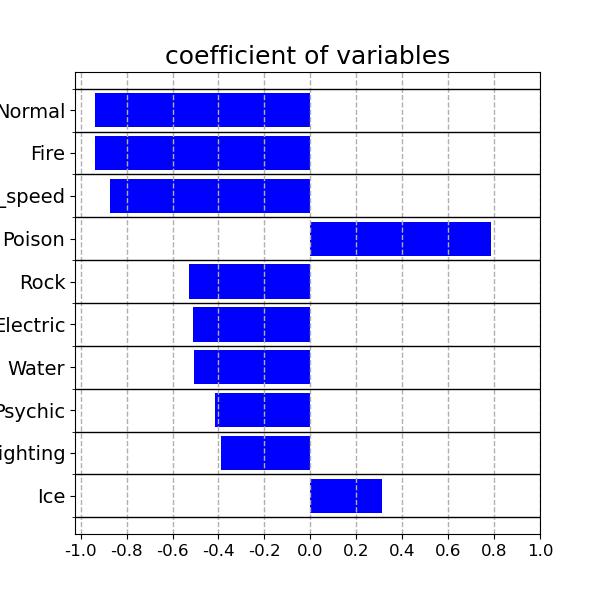 coefficient of variables
Normal
Fire
_speed
Poison
Rock
Electric
Water
Psychic
ighting
Ice
-1.0 -0.8 -0.6 -0.4 -0.2 0.0 0.2 0.4 0.6 0.8 1.0